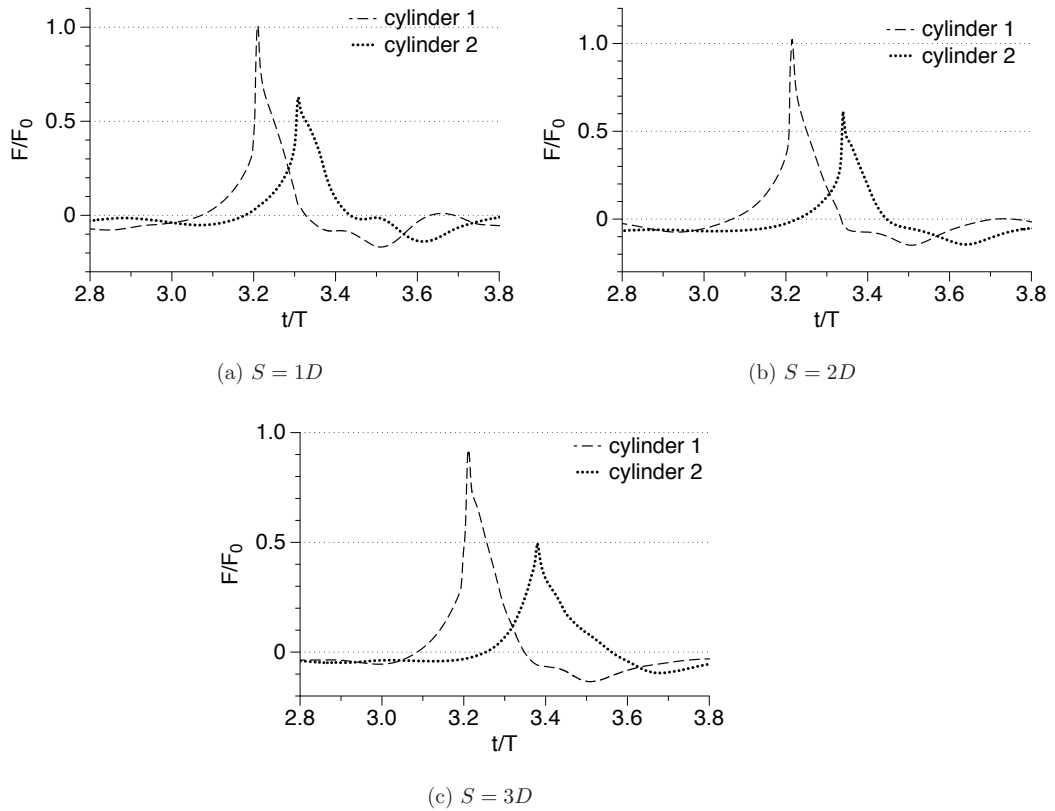 cylinder 1
cylinder 2
1.0
0.5
0
F/F0
2.8 3.0 3.2 3.4 3.6 3.8
t/T
(a) S = 1D
cylinder 1
cylinder 2
1.0
0.5
0
F/F0
2.8 3.0 3.2 3.4 3.6 3.8
t/T
(b) S = 2D
cylinder 1
cylinder 2
1.0
0.5
0
F/F0
2.8 3.0 3.2 3.4 3.6 3.8
t/T
(c) S = 3D